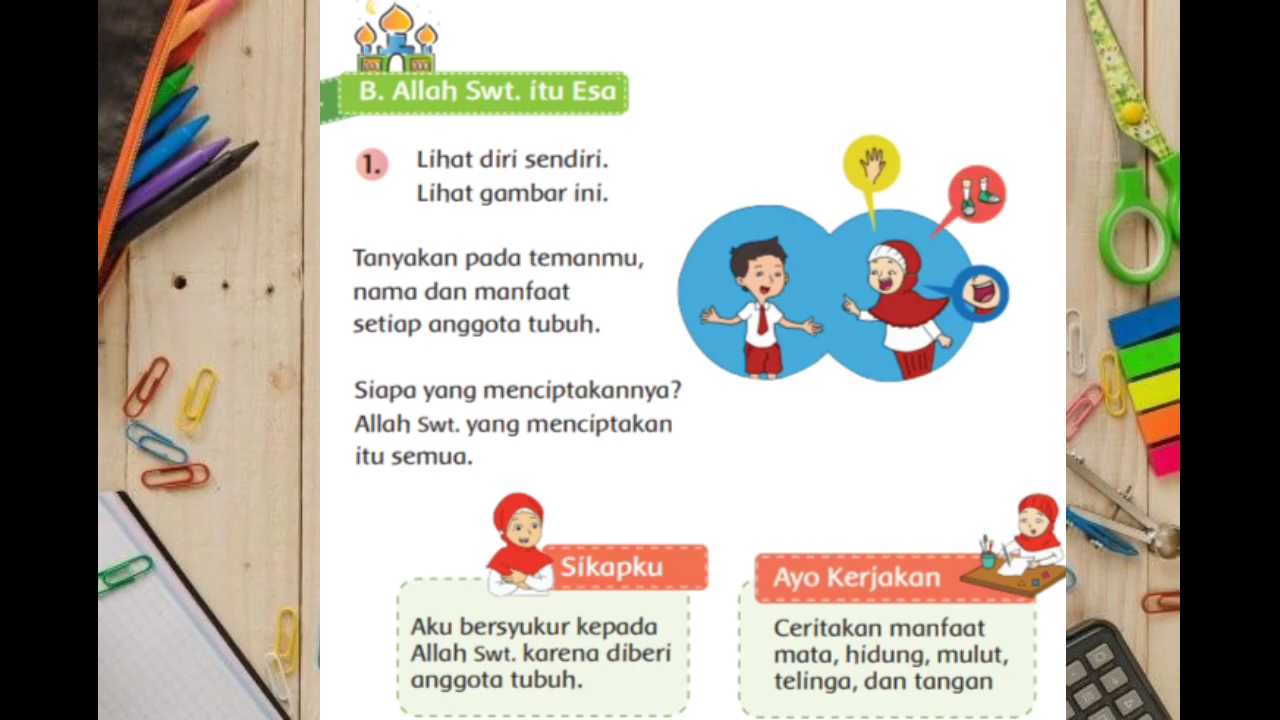 B. Allah Swt. itu Esa
1. Lihat diri sendiri.
Lihat gambar ini.
Tanyakan pada temanmu,
nama dan manfaat
setiap anggota tubuh.
Siapa yang menciptakannya?
Allah Swt. yang menciptakan
itu semua.
Sikapku
Aku bersyukur kepada
Allah Swt. karena diberi
anggota tubuh.
Ayo Kerjakan
Ceritakan manfaat
mata, hidung, mulut,
telinga, dan tangan